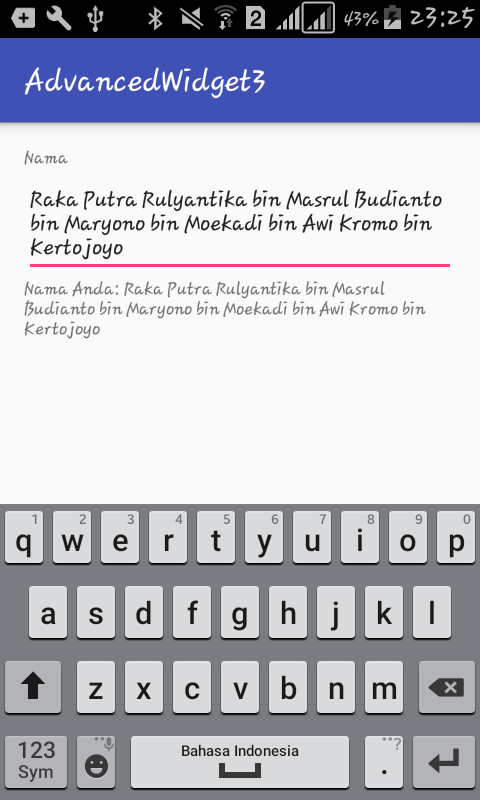 2 43% 23:25
AdvancedWidget3
Nama
Raka Putra Rulyantika bin Masrul Budianto
bin Maryono bin Moekadi bin Awi Kromo bin
Kertojoyo
Nama Anda: Raka Putra Rulyantika bin Masrul
Budianto bin Maryono bin Moekadi bin Awi Kromo bin
Kertojoyo
1 2 3 4 5 6 7 8 9 0
q w e r t y u i o p
a s d f g h j k l
z x c v b n m
123 Bahasa Indonesia . ...?
Sym